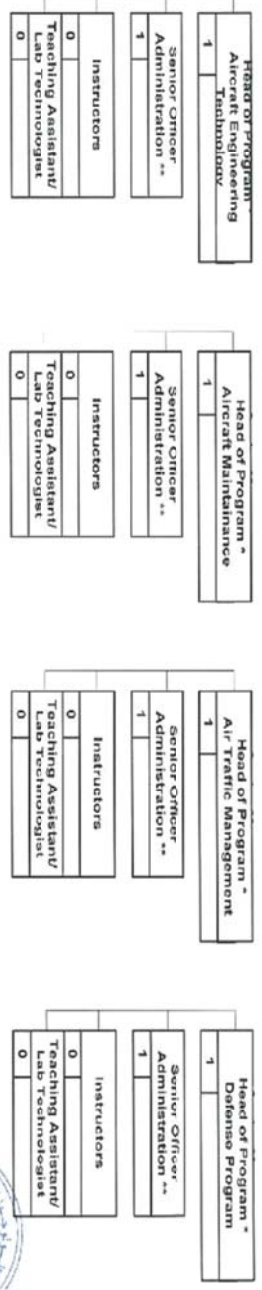 Head of Program *
Aircraft Engineering
Technology
1
Senior Officer
Administration **
1
Instructors
0
Teaching Assistant/
Lab Technologist
0
Head of Program *
Aircraft Maintainance
1
Senior Officer
Administration **
1
Instructors
0
Teaching Assistant/
Lab Technologist
0
Head of Program *
Air Traffic Management
1
Senior Officer
Administration **
1
Instructors
0
Teaching Assistant/
Lab Technologist
0
Head of Program *
Defense Program
1
Senior Officer
Administration **
1
Instructors
0
Teaching Assistant/
Lab Technologist
0